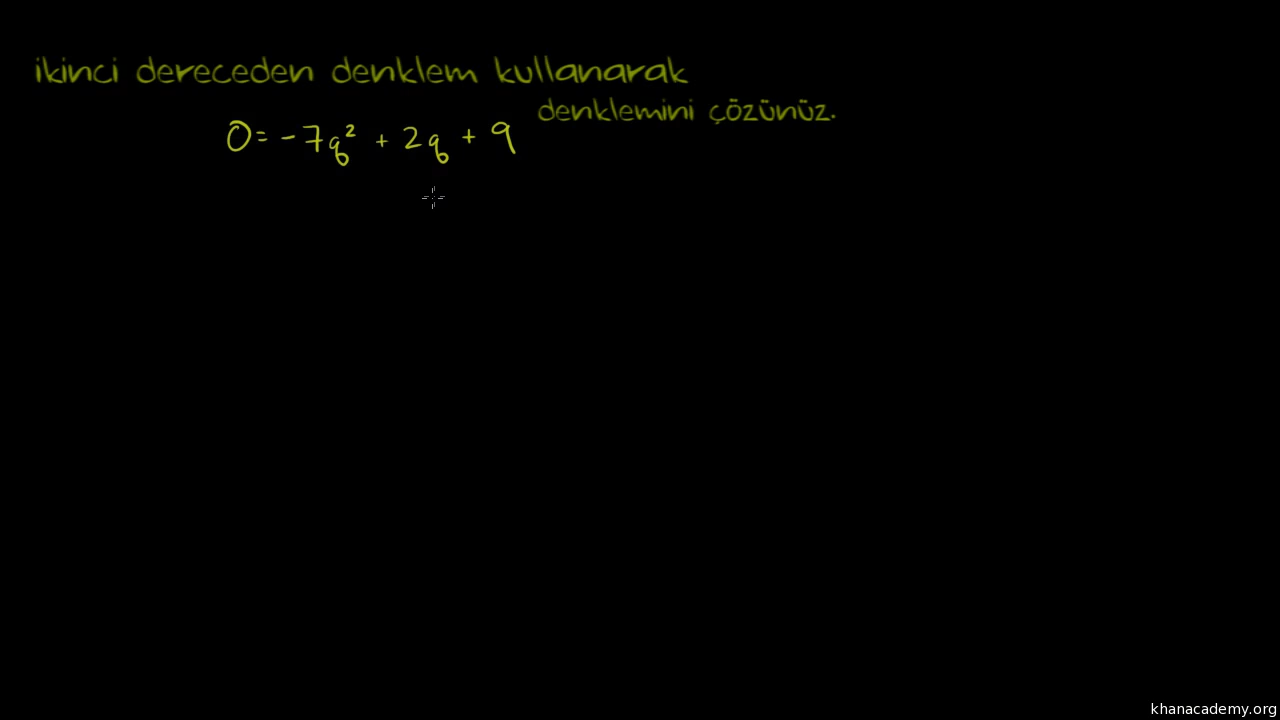 ikinci dereceden denklem kullanarak
0 = -7q² + 2q + 9 denklemini çözünüz.
khanacademy.org